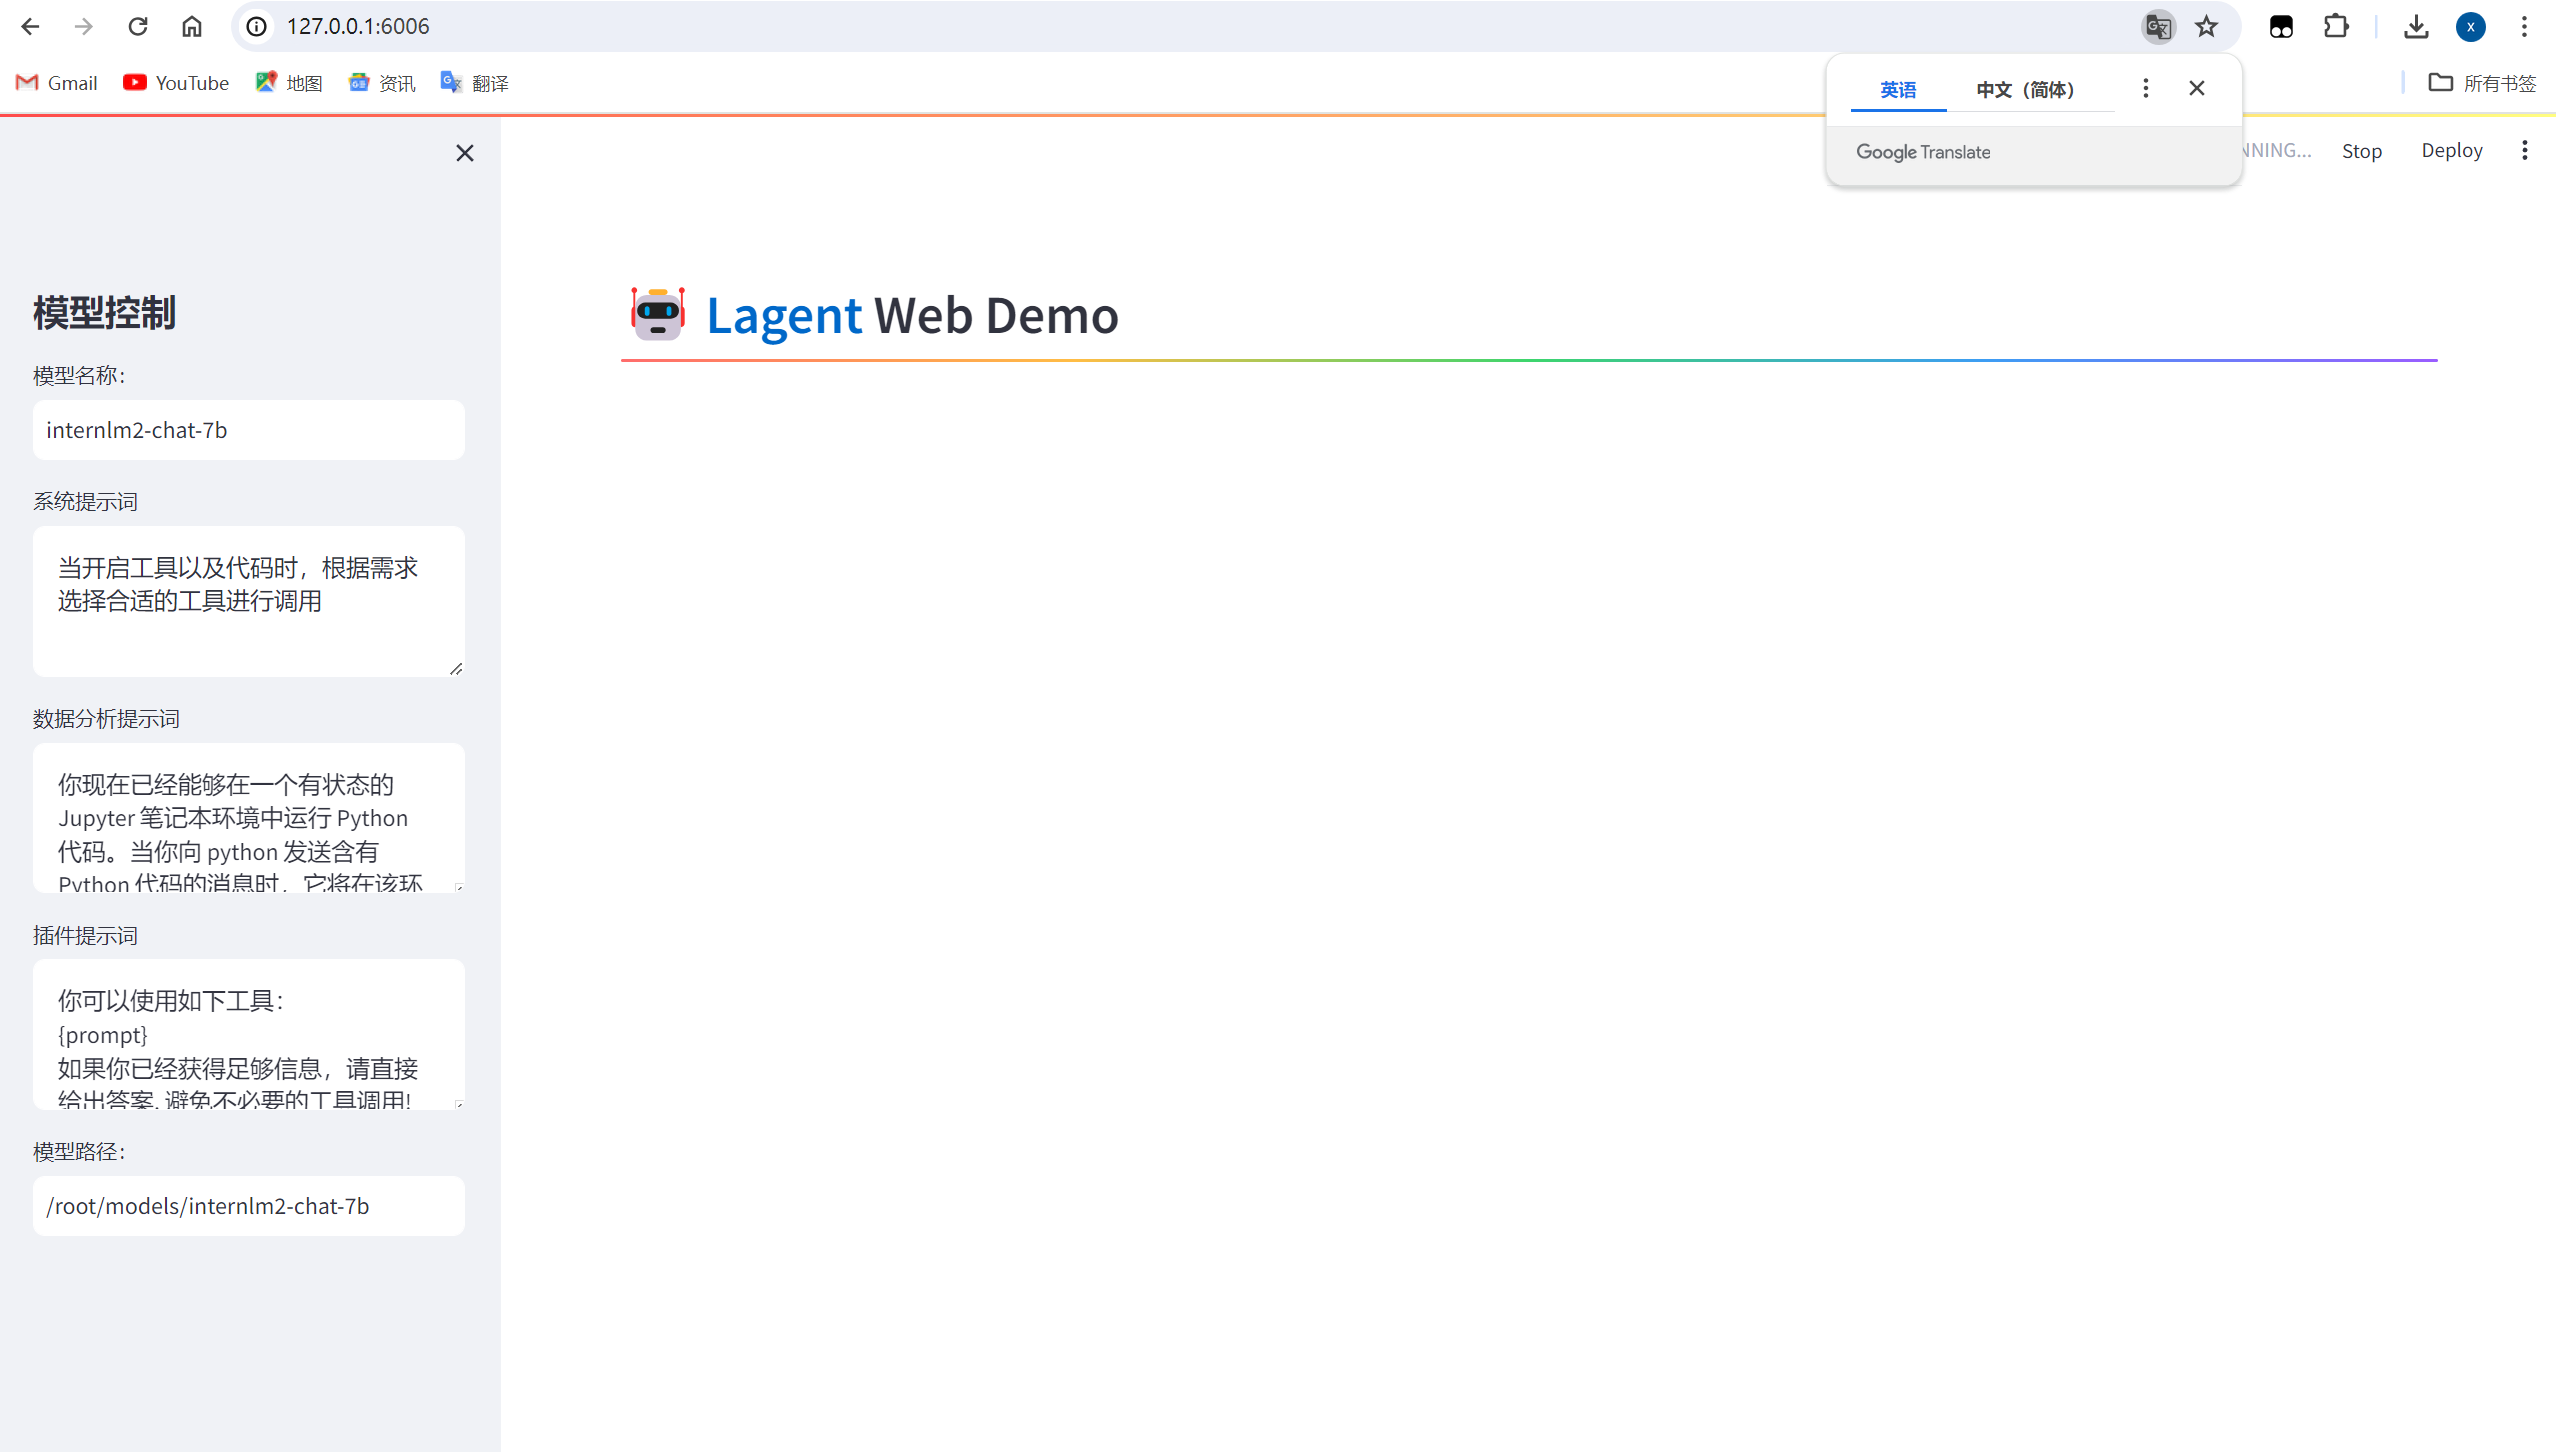 127.0.0.1:6006
X
Gmail
YouTube
地图
资讯
翻译
所有书签
英语
中文（简体）
Google Translate
NNING...
Stop
Deploy
Lagent Web Demo
模型控制
模型名称：
internlm2-chat-7b
系统提示词
当开启工具以及代码时，根据需求
选择合适的工具进行调用
数据分析提示词
你现在已经能够在一个有状态的
Jupyter 笔记本环境中运行 Python
代码。当你向 python 发送含有
Python 代码的消息时，它将在该环
插件提示词
你可以使用如下工具：
{prompt}
如果你已经获得足够信息，请直接
给出答案. 避免不必要的工具调用!
模型路径：
/root/models/internlm2-chat-7b